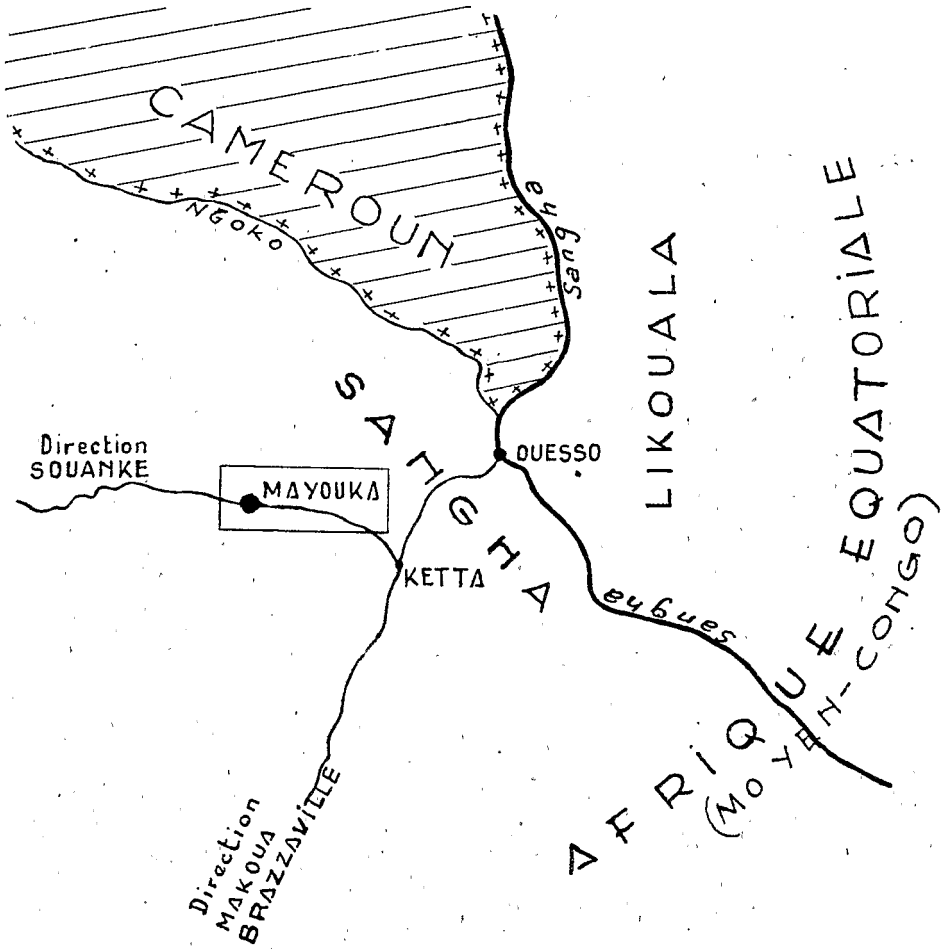 CAMEROUN
NGOKO
Sangha
LIKOUALA
AFRIQUE EQUATORIALE
(MOYEN-CONGO)
SANGHA
Direction
SOUANKE
MAYOUKA
OUESSO
KETTA
sangha
Direction
MAKOUA
BRAZZAVILLE